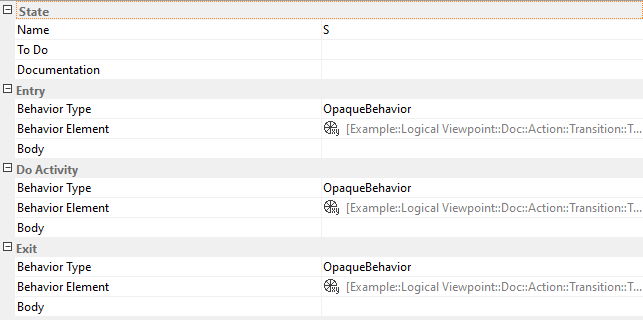 State
Name S
To Do
Documentation
Entry
Behavior Type OpaqueBehavior
Behavior Element [Example::Logical Viewpoint::Doc::Action::Transition::T...
Body
Do Activity
Behavior Type OpaqueBehavior
Behavior Element [Example::Logical Viewpoint::Doc::Action::Transition::T...
Body
Exit
Behavior Type OpaqueBehavior
Behavior Element [Example::Logical Viewpoint::Doc::Action::Transition::T...
Body